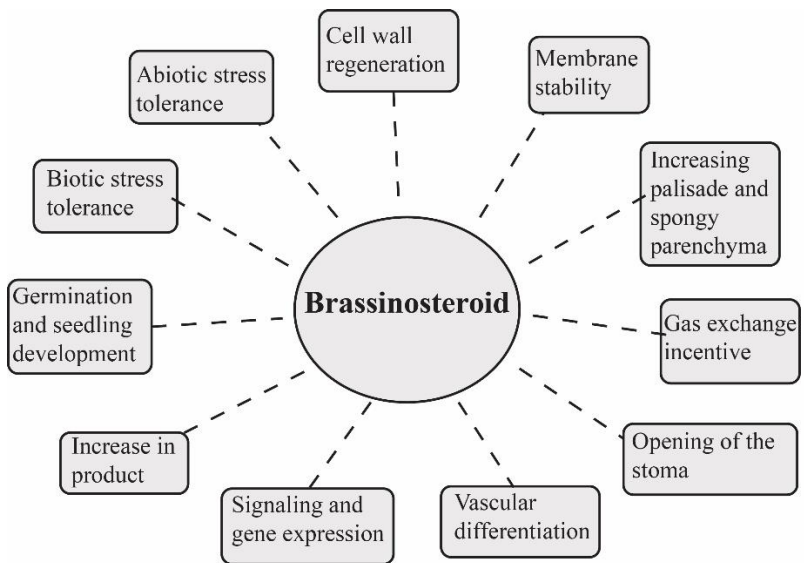 Cell wall
regeneration
Membrane
stability
Abiotic stress
tolerance
Increasing
palisade and
spongy
parenchyma
Biotic stress
tolerance
Brassinosteroid
Germination
and seedling
development
Gas exchange
incentive
Increase in
product
Opening of the
stoma
Signaling and
gene expression
Vascular
differentiation